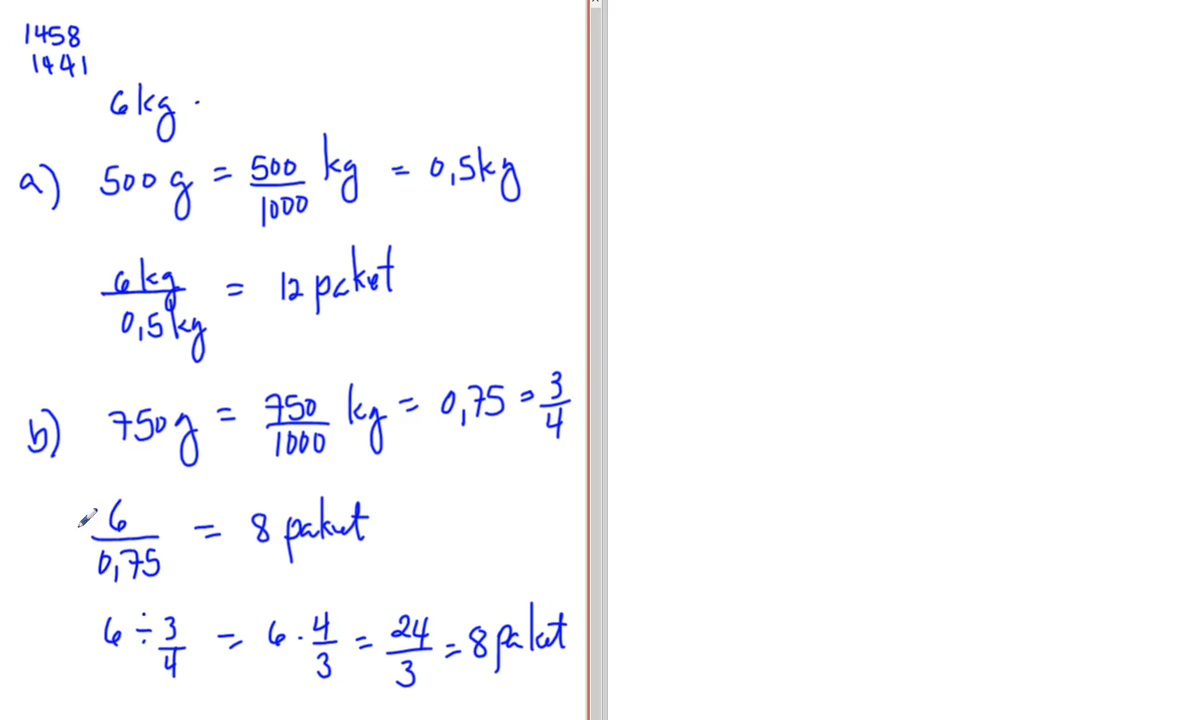 1458
1441
6kg .
a) 500g = 500/1000 kg = 0,5kg
6kg/0,5kg = 12 paket
b) 750g = 750/1000 kg = 0,75 = 3/4
6/0,75 = 8 paket
6 ÷ 3/4 = 6 · 4/3 = 24/3 = 8 paket